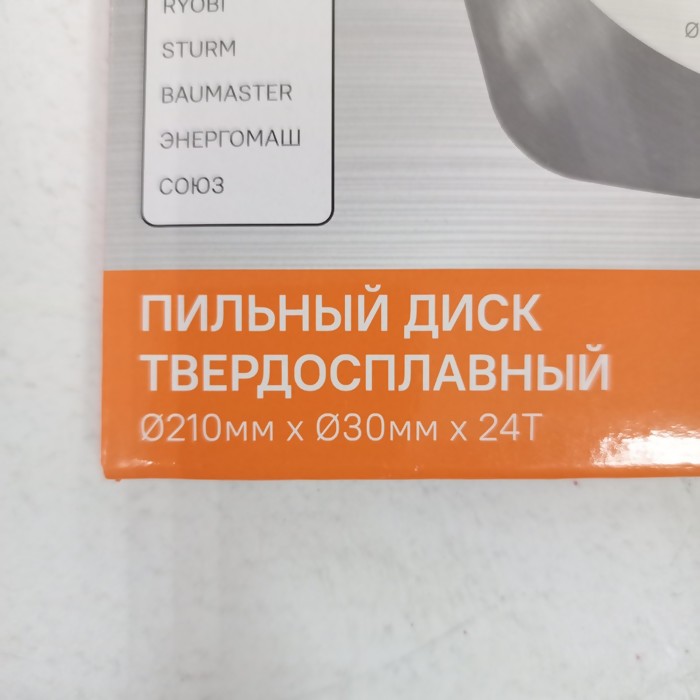 RYOBI
STURM
BAUMASTER
ЭНЕРГОМАШ
СОЮЗ
Ø
ПИЛЬНЫЙ ДИСК
ТВЕРДОСПЛАВНЫЙ
Ø210мм x Ø30мм x 24T